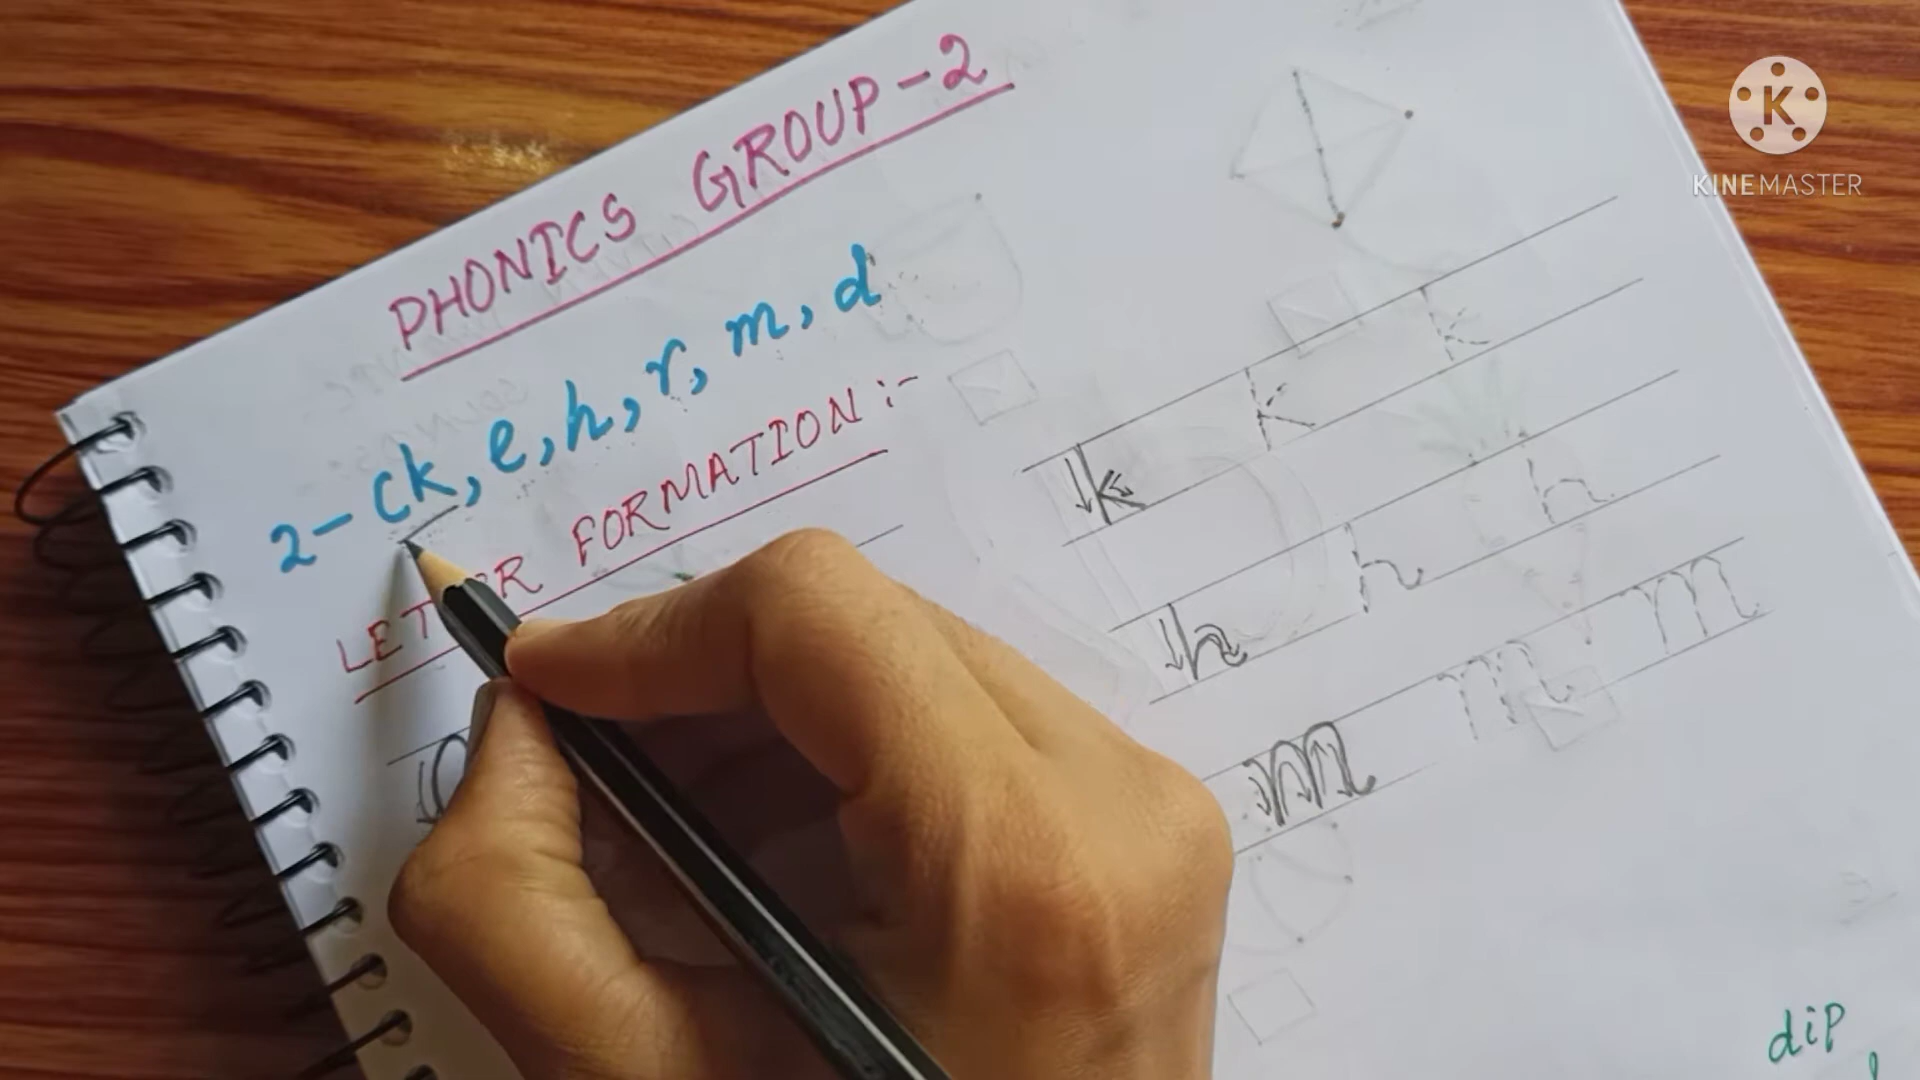 PHONICS GROUP-2
2- ck, e, h, r, m, d
LETTER FORMATION:-
k k k
h h h
m m m
dip
KINEMASTER